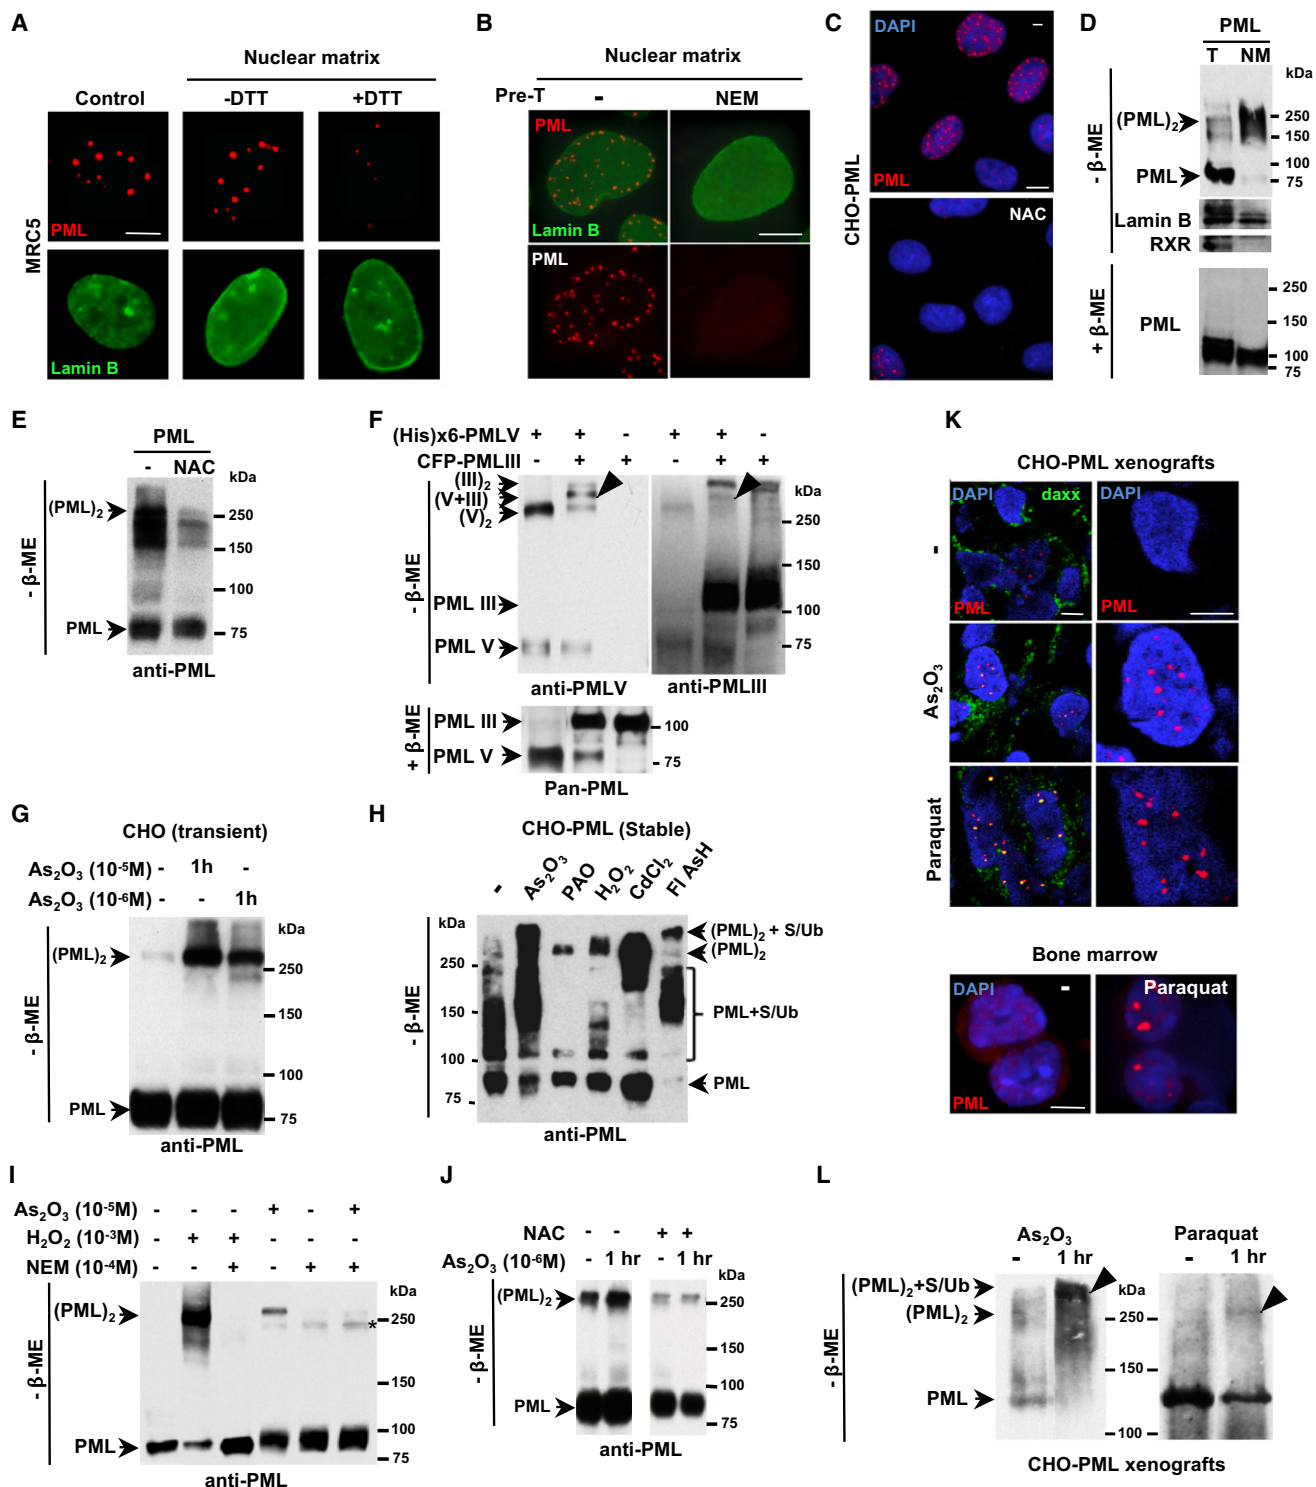 A
Nuclear matrix
Control
-DTT
+DTT
MRC5
PML
Lamin B
B
Nuclear matrix
Pre-T
-
NEM
PML
Lamin B
PML
C
CHO-PML
DAPI
–
PML
NAC
D
PML
T NM
kDa
- β-ME
(PML)2
250
150
PML
100
75
Lamin B
RXR
+ β-ME
PML
250
150
100
75
E
PML
- NAC
kDa
- β-ME
(PML)2
250
150
100
PML
75
anti-PML
F
(His)x6-PMLV + + - + + -
CFP-PMLIII - + + - + +
- β-ME
(III)2
(V+III)
(V)2
kDa
250
150
PML III
100
PML V
75
anti-PMLV
anti-PMLIII
+ β-ME
PML III
100
PML V
75
Pan-PML
G
CHO (transient)
As2O3 (10-5M) - 1h -
As2O3 (10-6M) - - 1h
kDa
- β-ME
(PML)2
250
150
100
PML
75
anti-PML
H
CHO-PML (Stable)
- As2O3 PAO H2O2 CdCl2 Fl AsH
kDa
- β-ME
(PML)2 + S/Ub
(PML)2
250
150
PML+S/Ub
100
PML
75
anti-PML
I
As2O3 (10-5M) - - - + - +
H2O2 (10-3M) - + + - - -
NEM (10-4M) - - + - + +
kDa
- β-ME
(PML)2
250
*
150
100
PML
75
anti-PML
J
NAC - - + +
As2O3 (10-6M) - 1 hr - 1 hr
kDa
- β-ME
(PML)2
250
150
100
PML
75
anti-PML
K
CHO-PML xenografts
-
DAPI
daxx
PML
DAPI
PML
As2O3
Paraquat
Bone marrow
DAPI
-
PML
Paraquat
L
As2O3
- 1 hr
Paraquat
- 1 hr
- β-ME
(PML)2+S/Ub
kDa
(PML)2
250
150
PML
100
CHO-PML xenografts